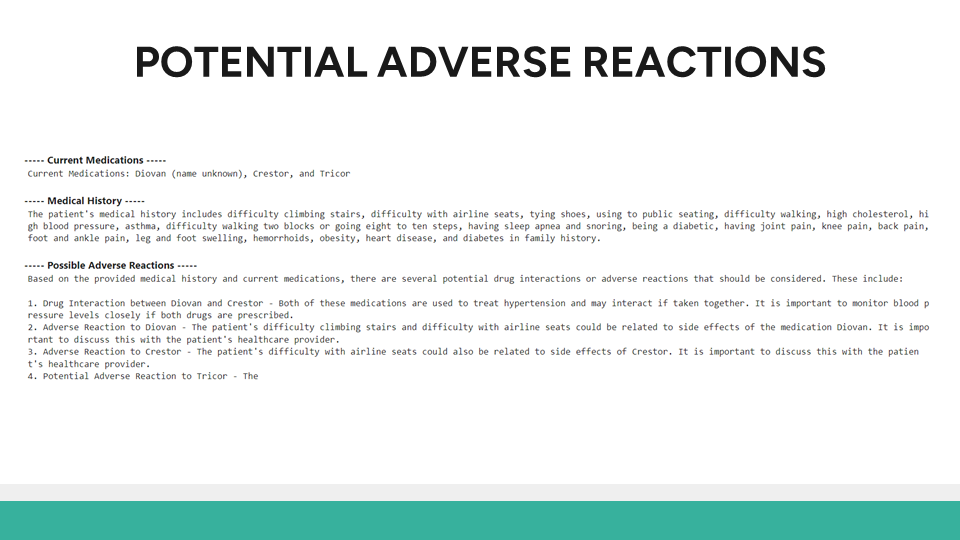 POTENTIAL ADVERSE REACTIONS
----- Current Medications -----
Current Medications: Diovan (name unknown), Crestor, and Tricor
----- Medical History -----
The patient's medical history includes difficulty climbing stairs, difficulty with airline seats, tying shoes, using to public seating, difficulty walking, high cholesterol, hi
gh blood pressure, asthma, difficulty walking two blocks or going eight to ten steps, having sleep apnea and snoring, being a diabetic, having joint pain, knee pain, back pain,
foot and ankle pain, leg and foot swelling, hemorrhoids, obesity, heart disease, and diabetes in family history.
----- Possible Adverse Reactions -----
Based on the provided medical history and current medications, there are several potential drug interactions or adverse reactions that should be considered. These include:
1. Drug Interaction between Diovan and Crestor - Both of these medications are used to treat hypertension and may interact if taken together. It is important to monitor blood p
ressure levels closely if both drugs are prescribed.
2. Adverse Reaction to Diovan - The patient's difficulty climbing stairs and difficulty with airline seats could be related to side effects of the medication Diovan. It is impo
rtant to discuss this with the patient's healthcare provider.
3. Adverse Reaction to Crestor - The patient's difficulty with airline seats could also be related to side effects of Crestor. It is important to discuss this with the patien
t's healthcare provider.
4. Potential Adverse Reaction to Tricor - The